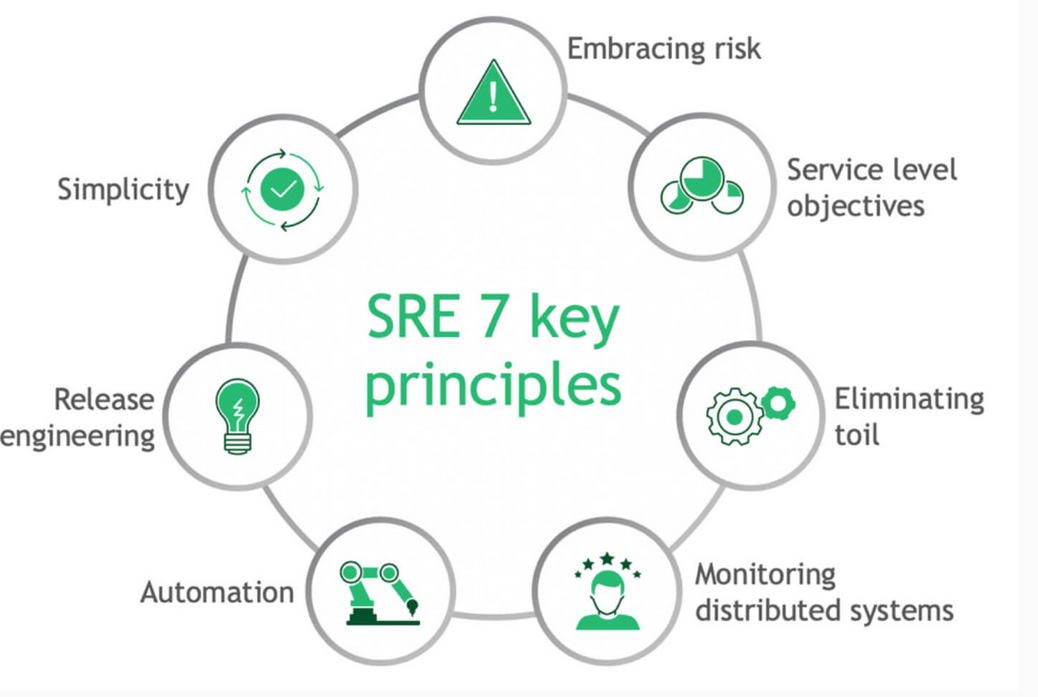 Embracing risk
Service level
objectives
Eliminating
toil
Monitoring
distributed systems
Automation
Release
engineering
Simplicity
SRE 7 key
principles